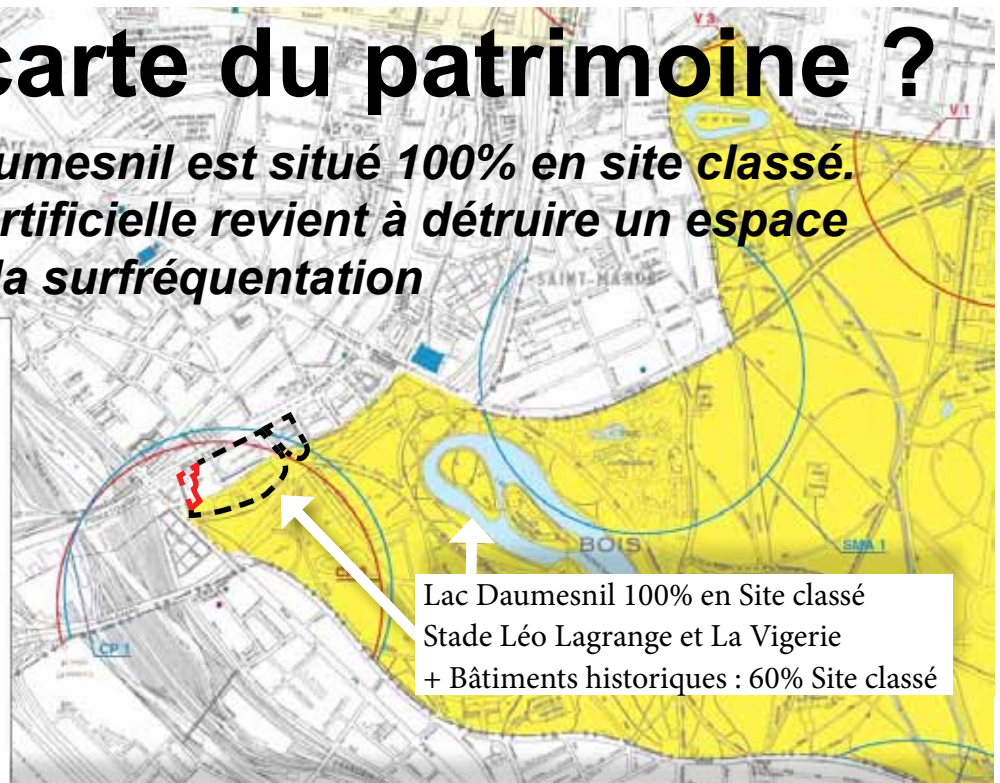 carte du patrimoine ?
V 3
V 1
umesnil est situé 100% en site classé.
rtificielle revient à détruire un espace
la surfréquentation
SAINT-MANDÉ
BOIS
SMA 1
CP 1
Lac Daumesnil 100% en Site classé
Stade Léo Lagrange et La Vigerie
+ Bâtiments historiques : 60% Site classé